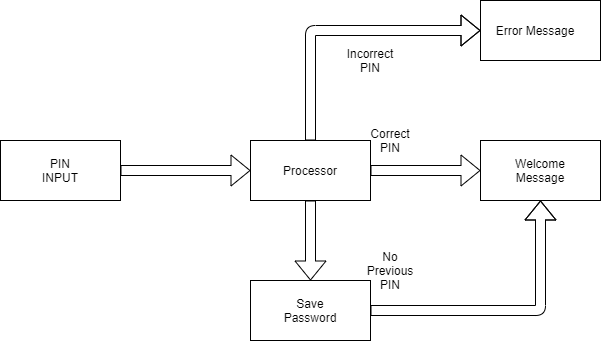 Error Message
Incorrect
PIN
Correct
PIN
PIN
INPUT
Processor
Welcome
Message
No
Previous
PIN
Save
Password